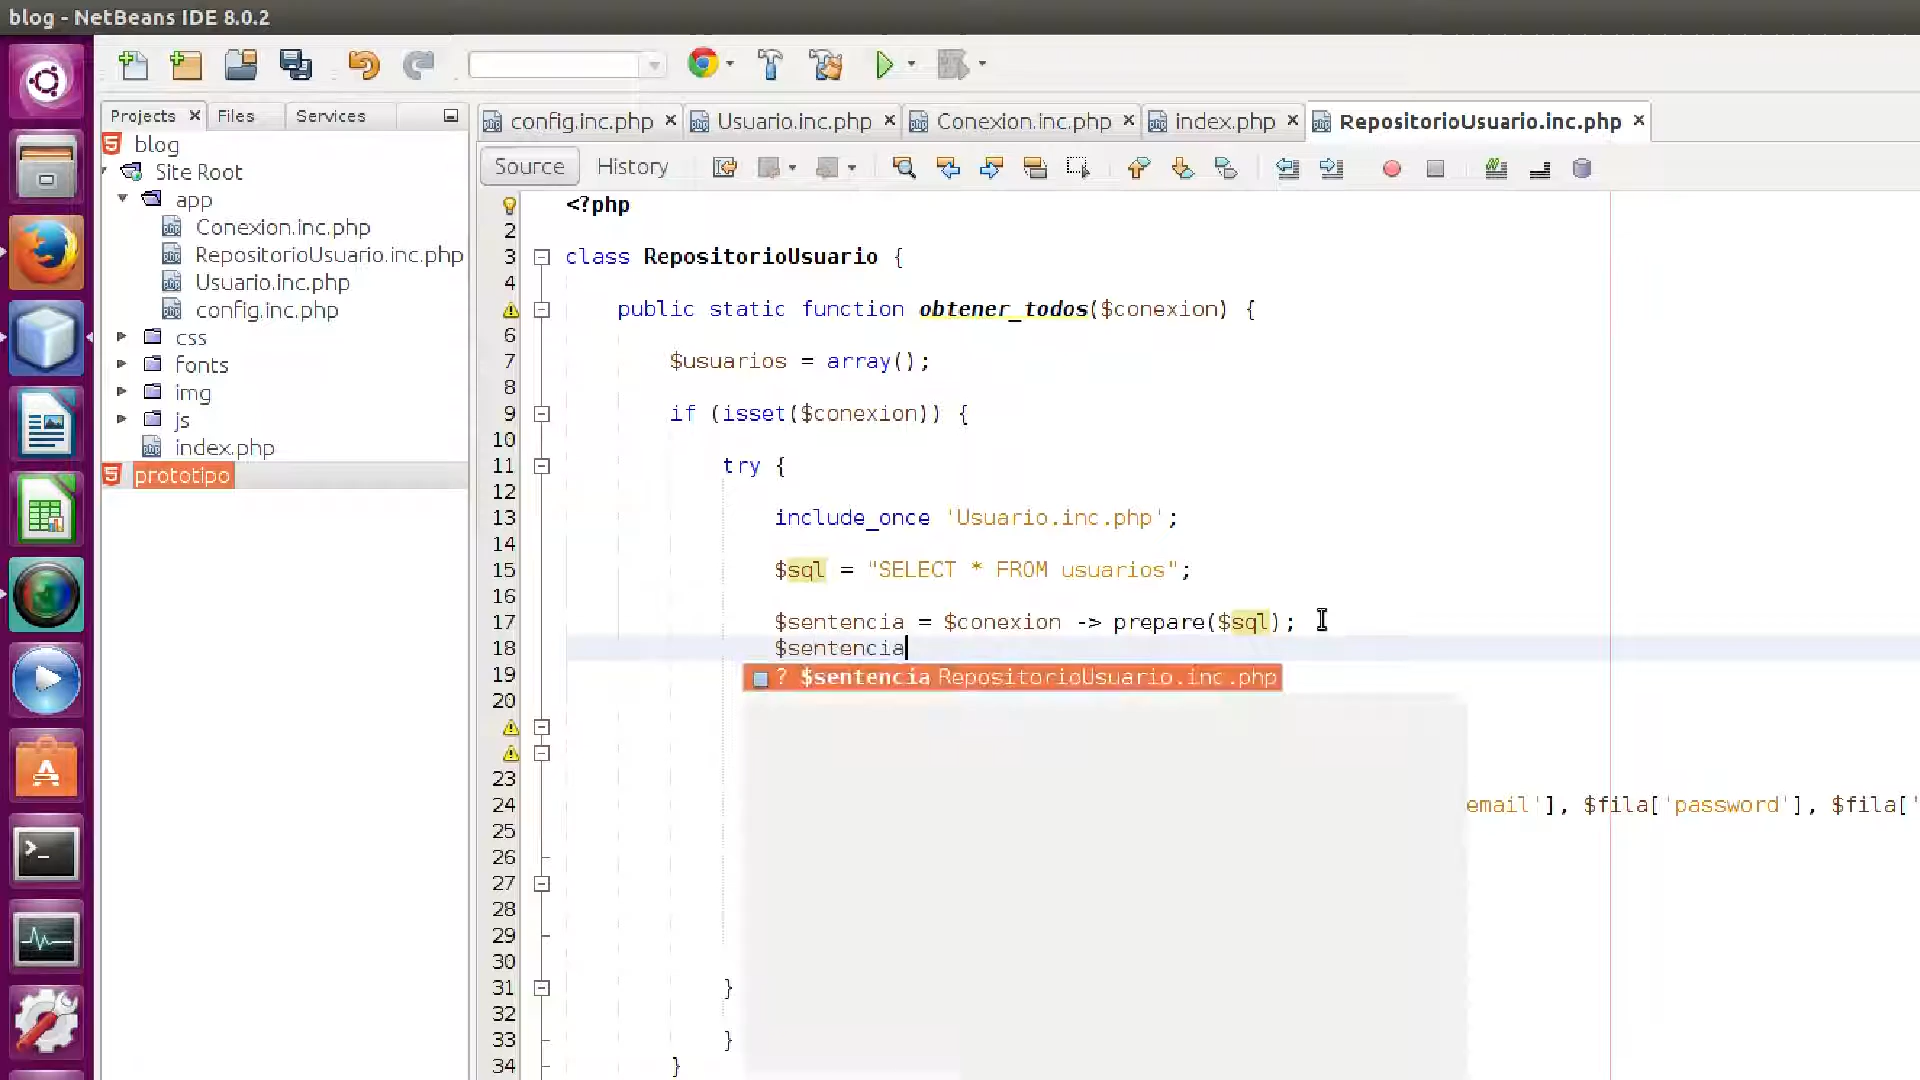 blog - NetBeans IDE 8.0.2
Projects × Files Services
config.inc.php × Usuario.inc.php × Conexion.inc.php × index.php × RepositorioUsuario.inc.php ×
Source History
blog
Site Root
app
Conexion.inc.php
RepositorioUsuario.inc.php
Usuario.inc.php
config.inc.php
css
fonts
img
js
index.php
prototipo
<?php
2
3 class RepositorioUsuario {
4
public static function obtener_todos($conexion) {
6
7 $usuarios = array();
8
9 if (isset($conexion)) {
10
11 try {
12
13 include_once 'Usuario.inc.php';
14
15 $sql = "SELECT * FROM usuarios";
16
17 $sentencia = $conexion -> prepare($sql);
18 $sentencia
19 ? $sentencia RepositorioUsuario.inc.php
20
23
24 email'], $fila['password'], $fila['
25
26
27
28
29
30
31 }
32
33 }
34 }